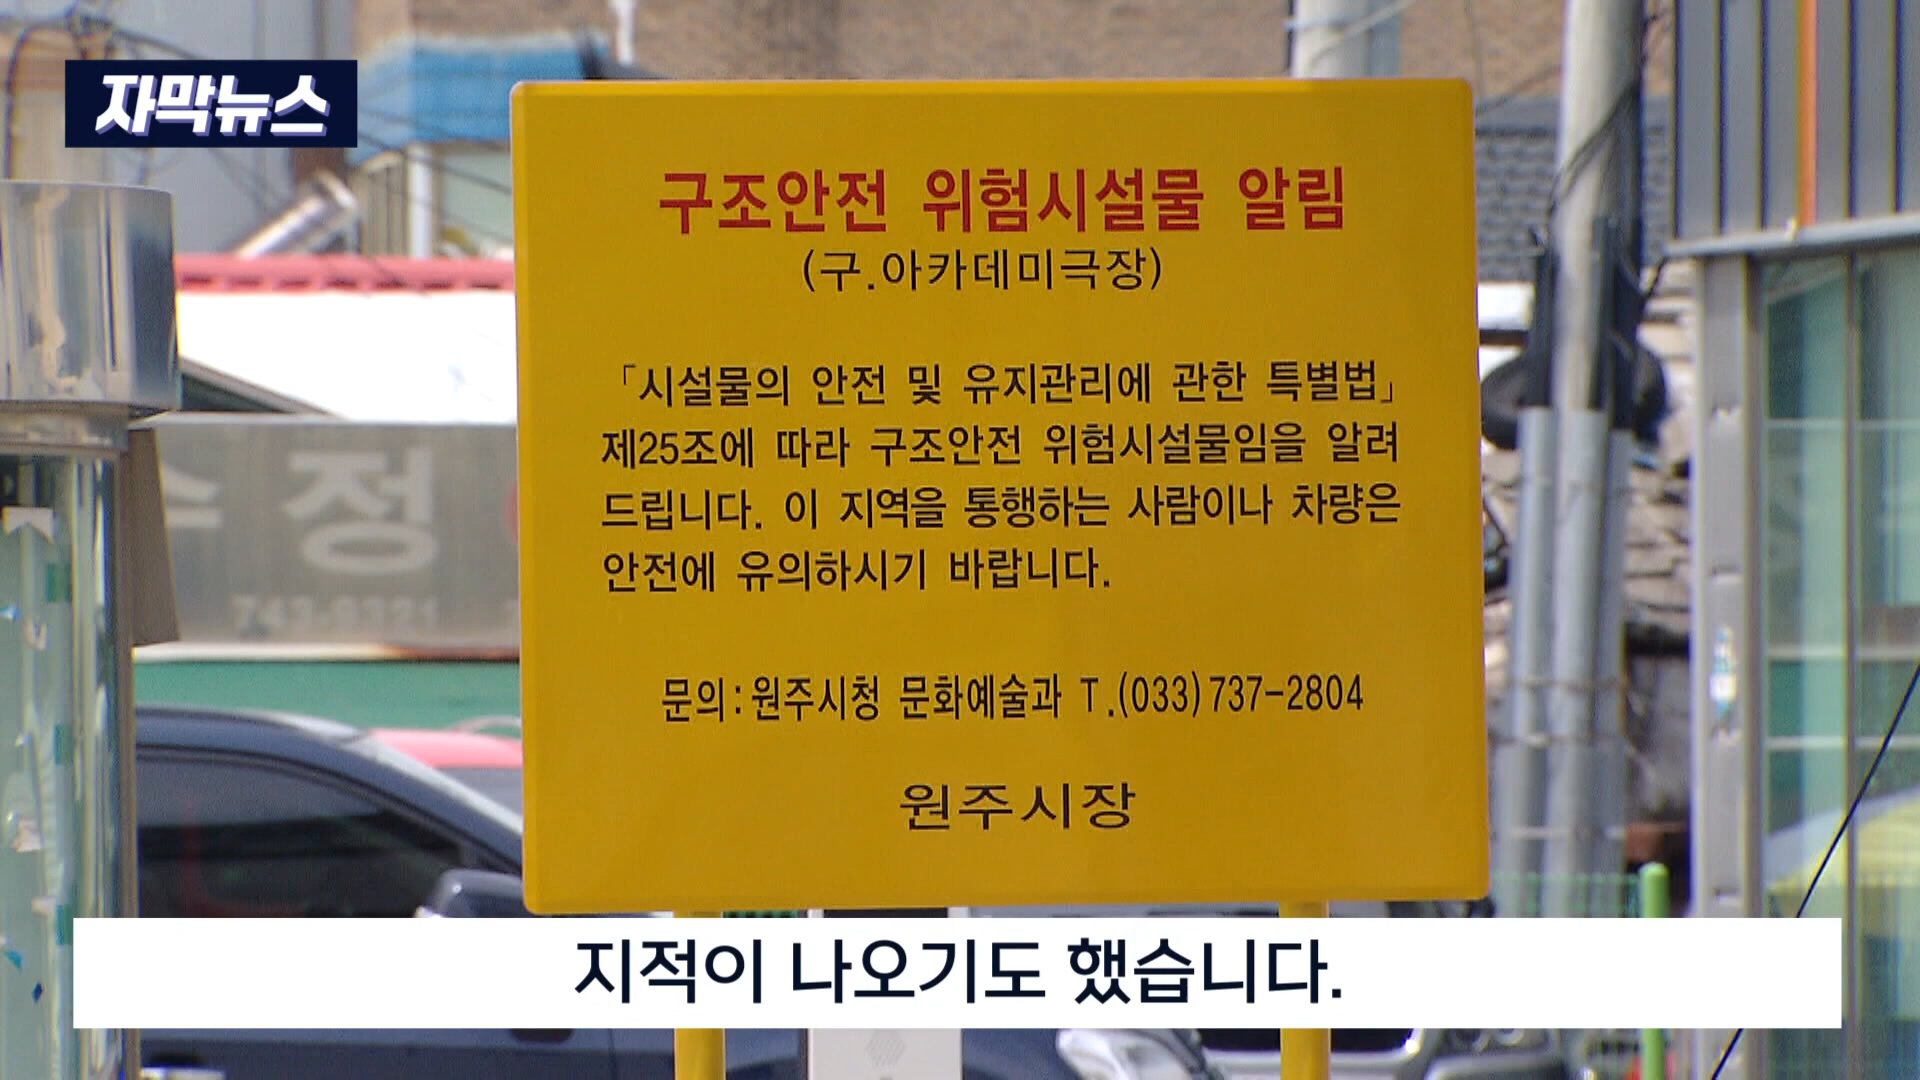 자막뉴스
구조안전 위험시설물 알림
(구.아카데미극장)
「시설물의 안전 및 유지관리에 관한 특별법」
제25조에 따라 구조안전 위험시설물임을 알려
드립니다. 이 지역을 통행하는 사람이나 차량은
안전에 유의하시기 바랍니다.
문의:원주시청 문화예술과 T.(033)737-2804
원주시장
정
743-9321
지적이 나오기도 했습니다.